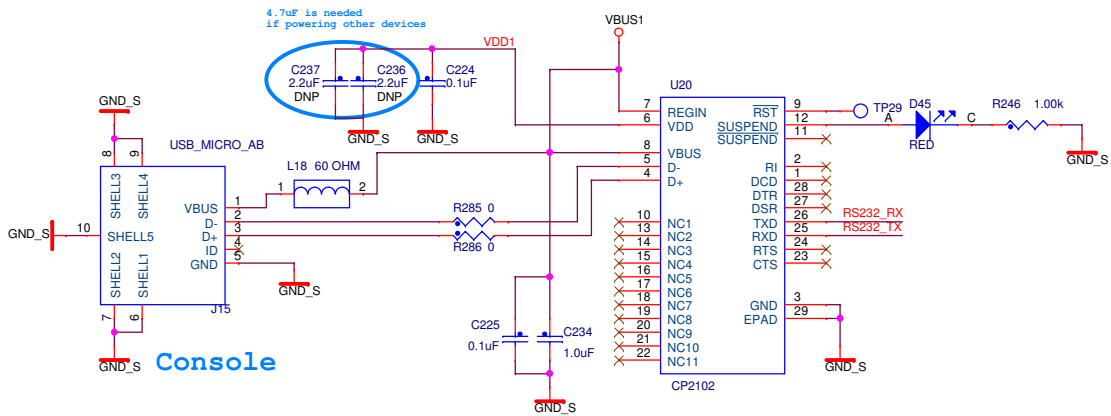 4.7uF is needed
if powering other devices
VBUS1
VDD1
C237
2.2uF
DNP
C236
2.2uF
DNP
C224
0.1uF
GND_S
GND_S
GND_S
USB_MICRO_AB
8
9
SHELL3
SHELL4
10
SHELL5
SHELL2
SHELL1
7
6
GND_S
GND_S
VBUS
D-
D+
ID
GND
1
2
3
4
5
J15
GND_S
L18 60 OHM
1
2
R285 0
R286 0
C225
0.1uF
C234
1.0uF
GND_S
U20
7
REGIN
6
VDD
8
VBUS
5
D-
4
D+
10
NC1
13
NC2
14
NC3
15
NC4
16
NC5
17
NC6
18
NC7
19
NC8
20
NC9
21
NC10
22
NC11
RST
9
TP29
SUSPEND
12
SUSPEND
11
RI
2
DCD
1
DTR
28
DSR
27
TXD
26
RS232_RX
RXD
25
RS232_TX
RTS
24
CTS
23
GND
3
EPAD
29
GND_S
CP2102
D45
A
C
RED
R246 1.00k
GND_S
Console